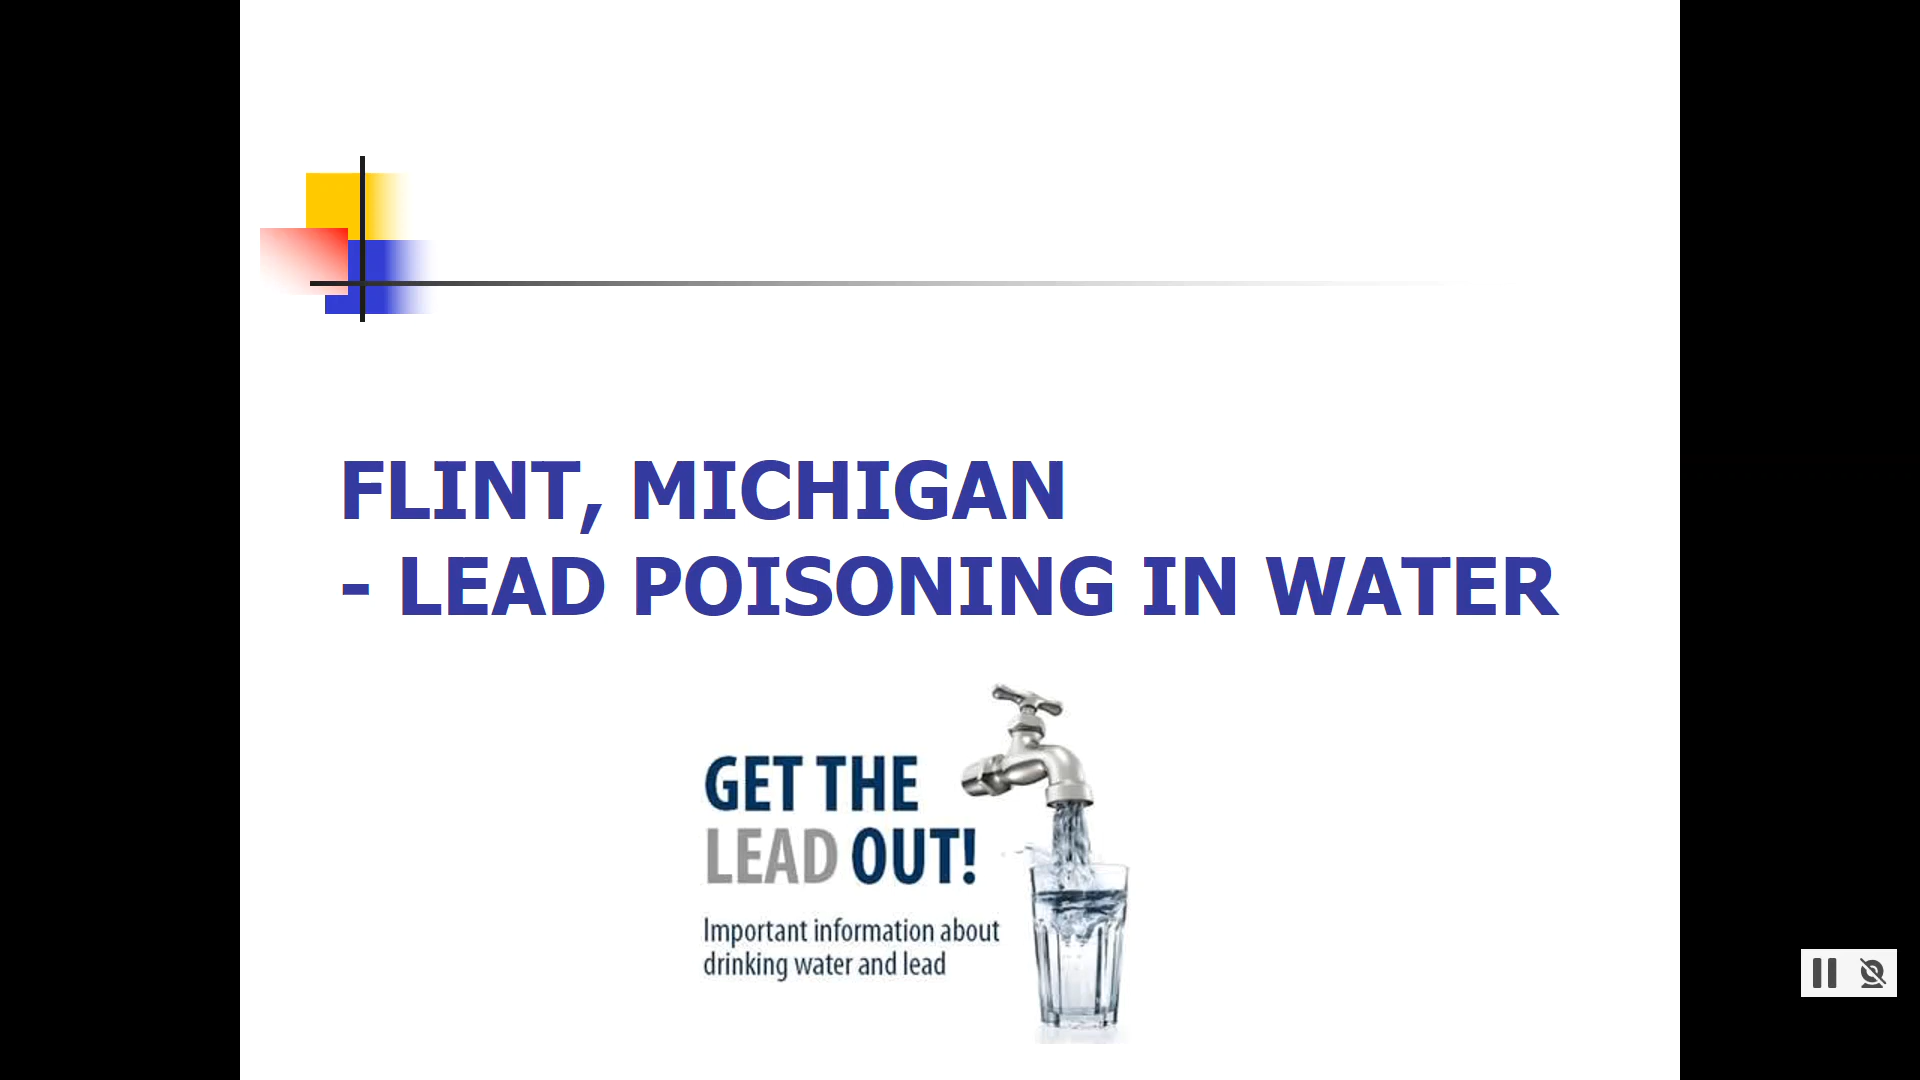 FLINT, MICHIGAN
- LEAD POISONING IN WATER
GET THE
LEAD OUT!
Important information about
drinking water and lead